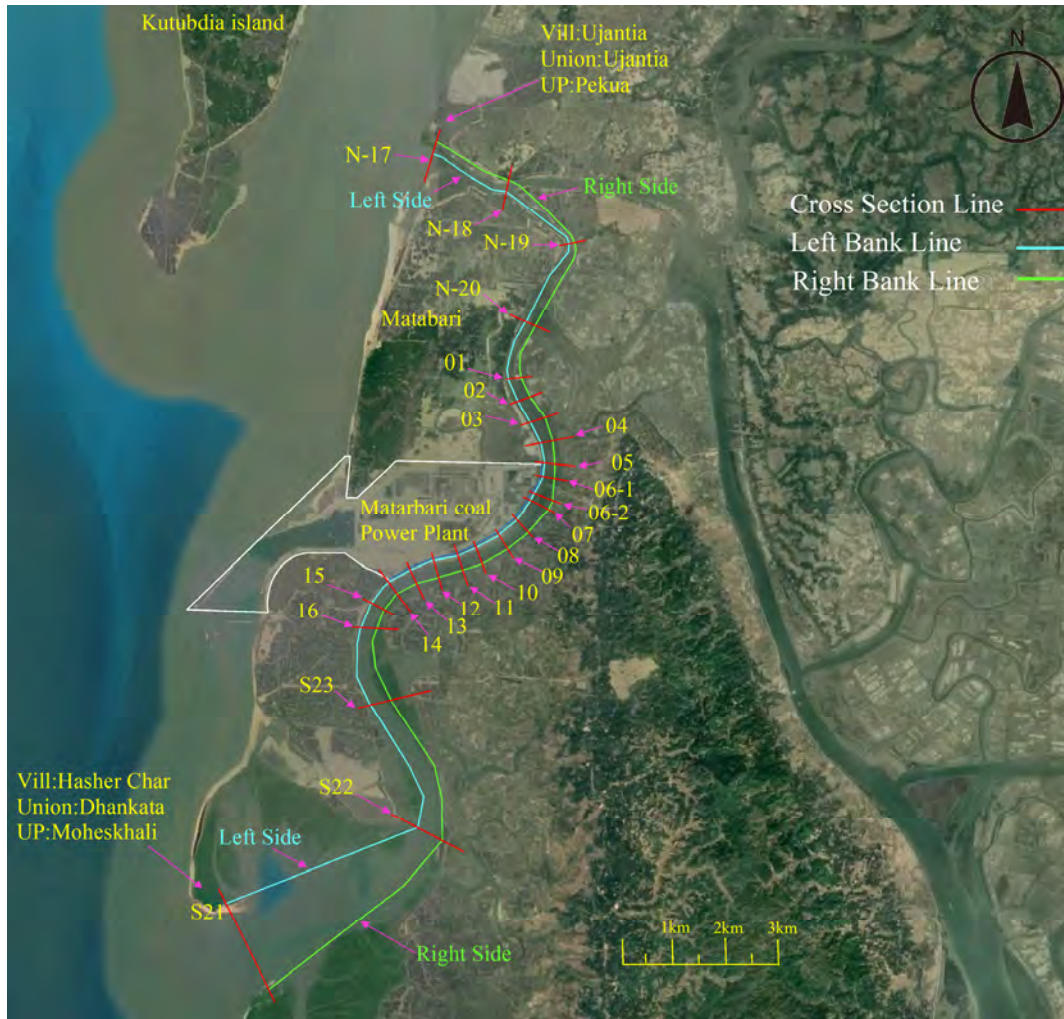 Kutubdia island
Vill:Ujantia
Union:Ujantia
UP:Pekua
N
N-17
Left Side
Right Side
N-18
N-19
Cross Section Line
Left Bank Line
Right Bank Line
N-20
Matabari
01
02
03
04
05
06-1
06-2
Matarbari coal
Power Plant
07
08
09
10
11
12
13
14
15
16
S23
Vill:Hasher Char
Union:Dhankata
UP:Moheskhali
S22
Left Side
S21
Right Side
1km
2km
3km